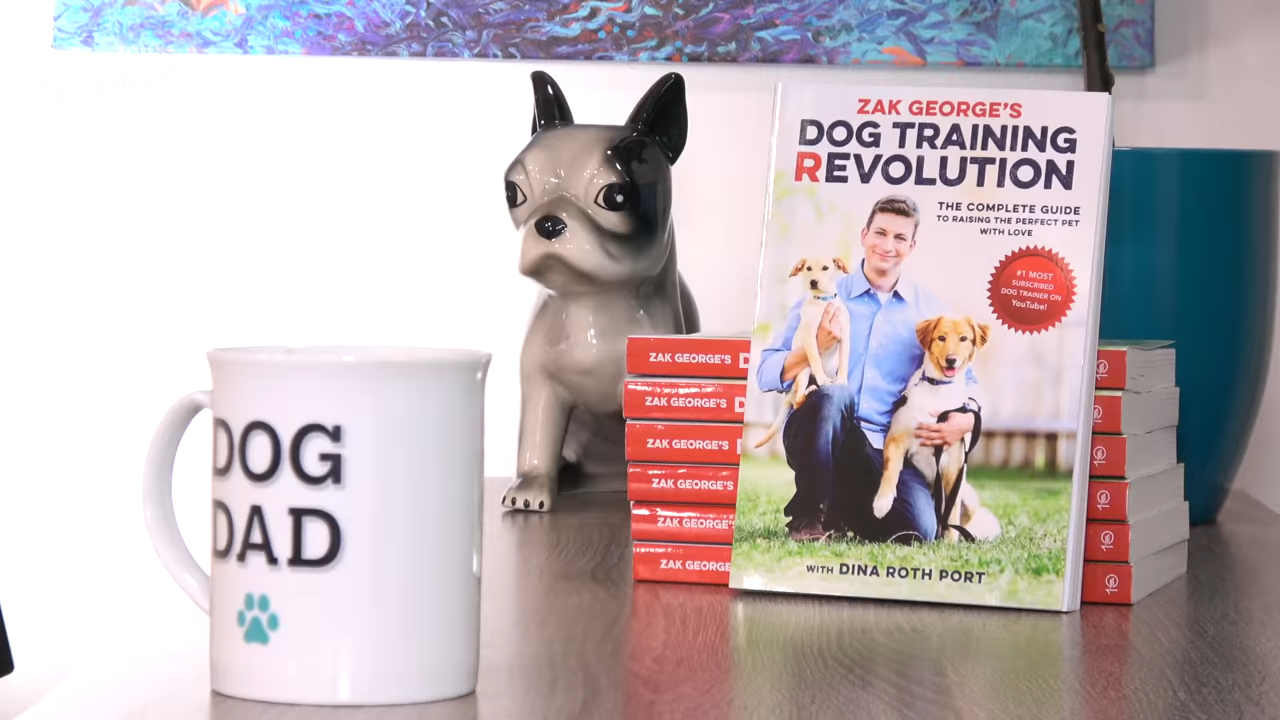 ZAK GEORGE'S
DOG TRAINING
REVOLUTION
THE COMPLETE GUIDE
TO RAISING THE PERFECT PET
WITH LOVE
#1 MOST
SUBSCRIBED
DOG TRAINER ON
YouTube!
WITH DINA ROTH PORT
ZAK GEORGE'S D
ZAK GEORGE'S D
ZAK GEORGE'S
ZAK GEORGE'S
ZAK GEORGE'S
ZAK GEORGE
DOG
DAD